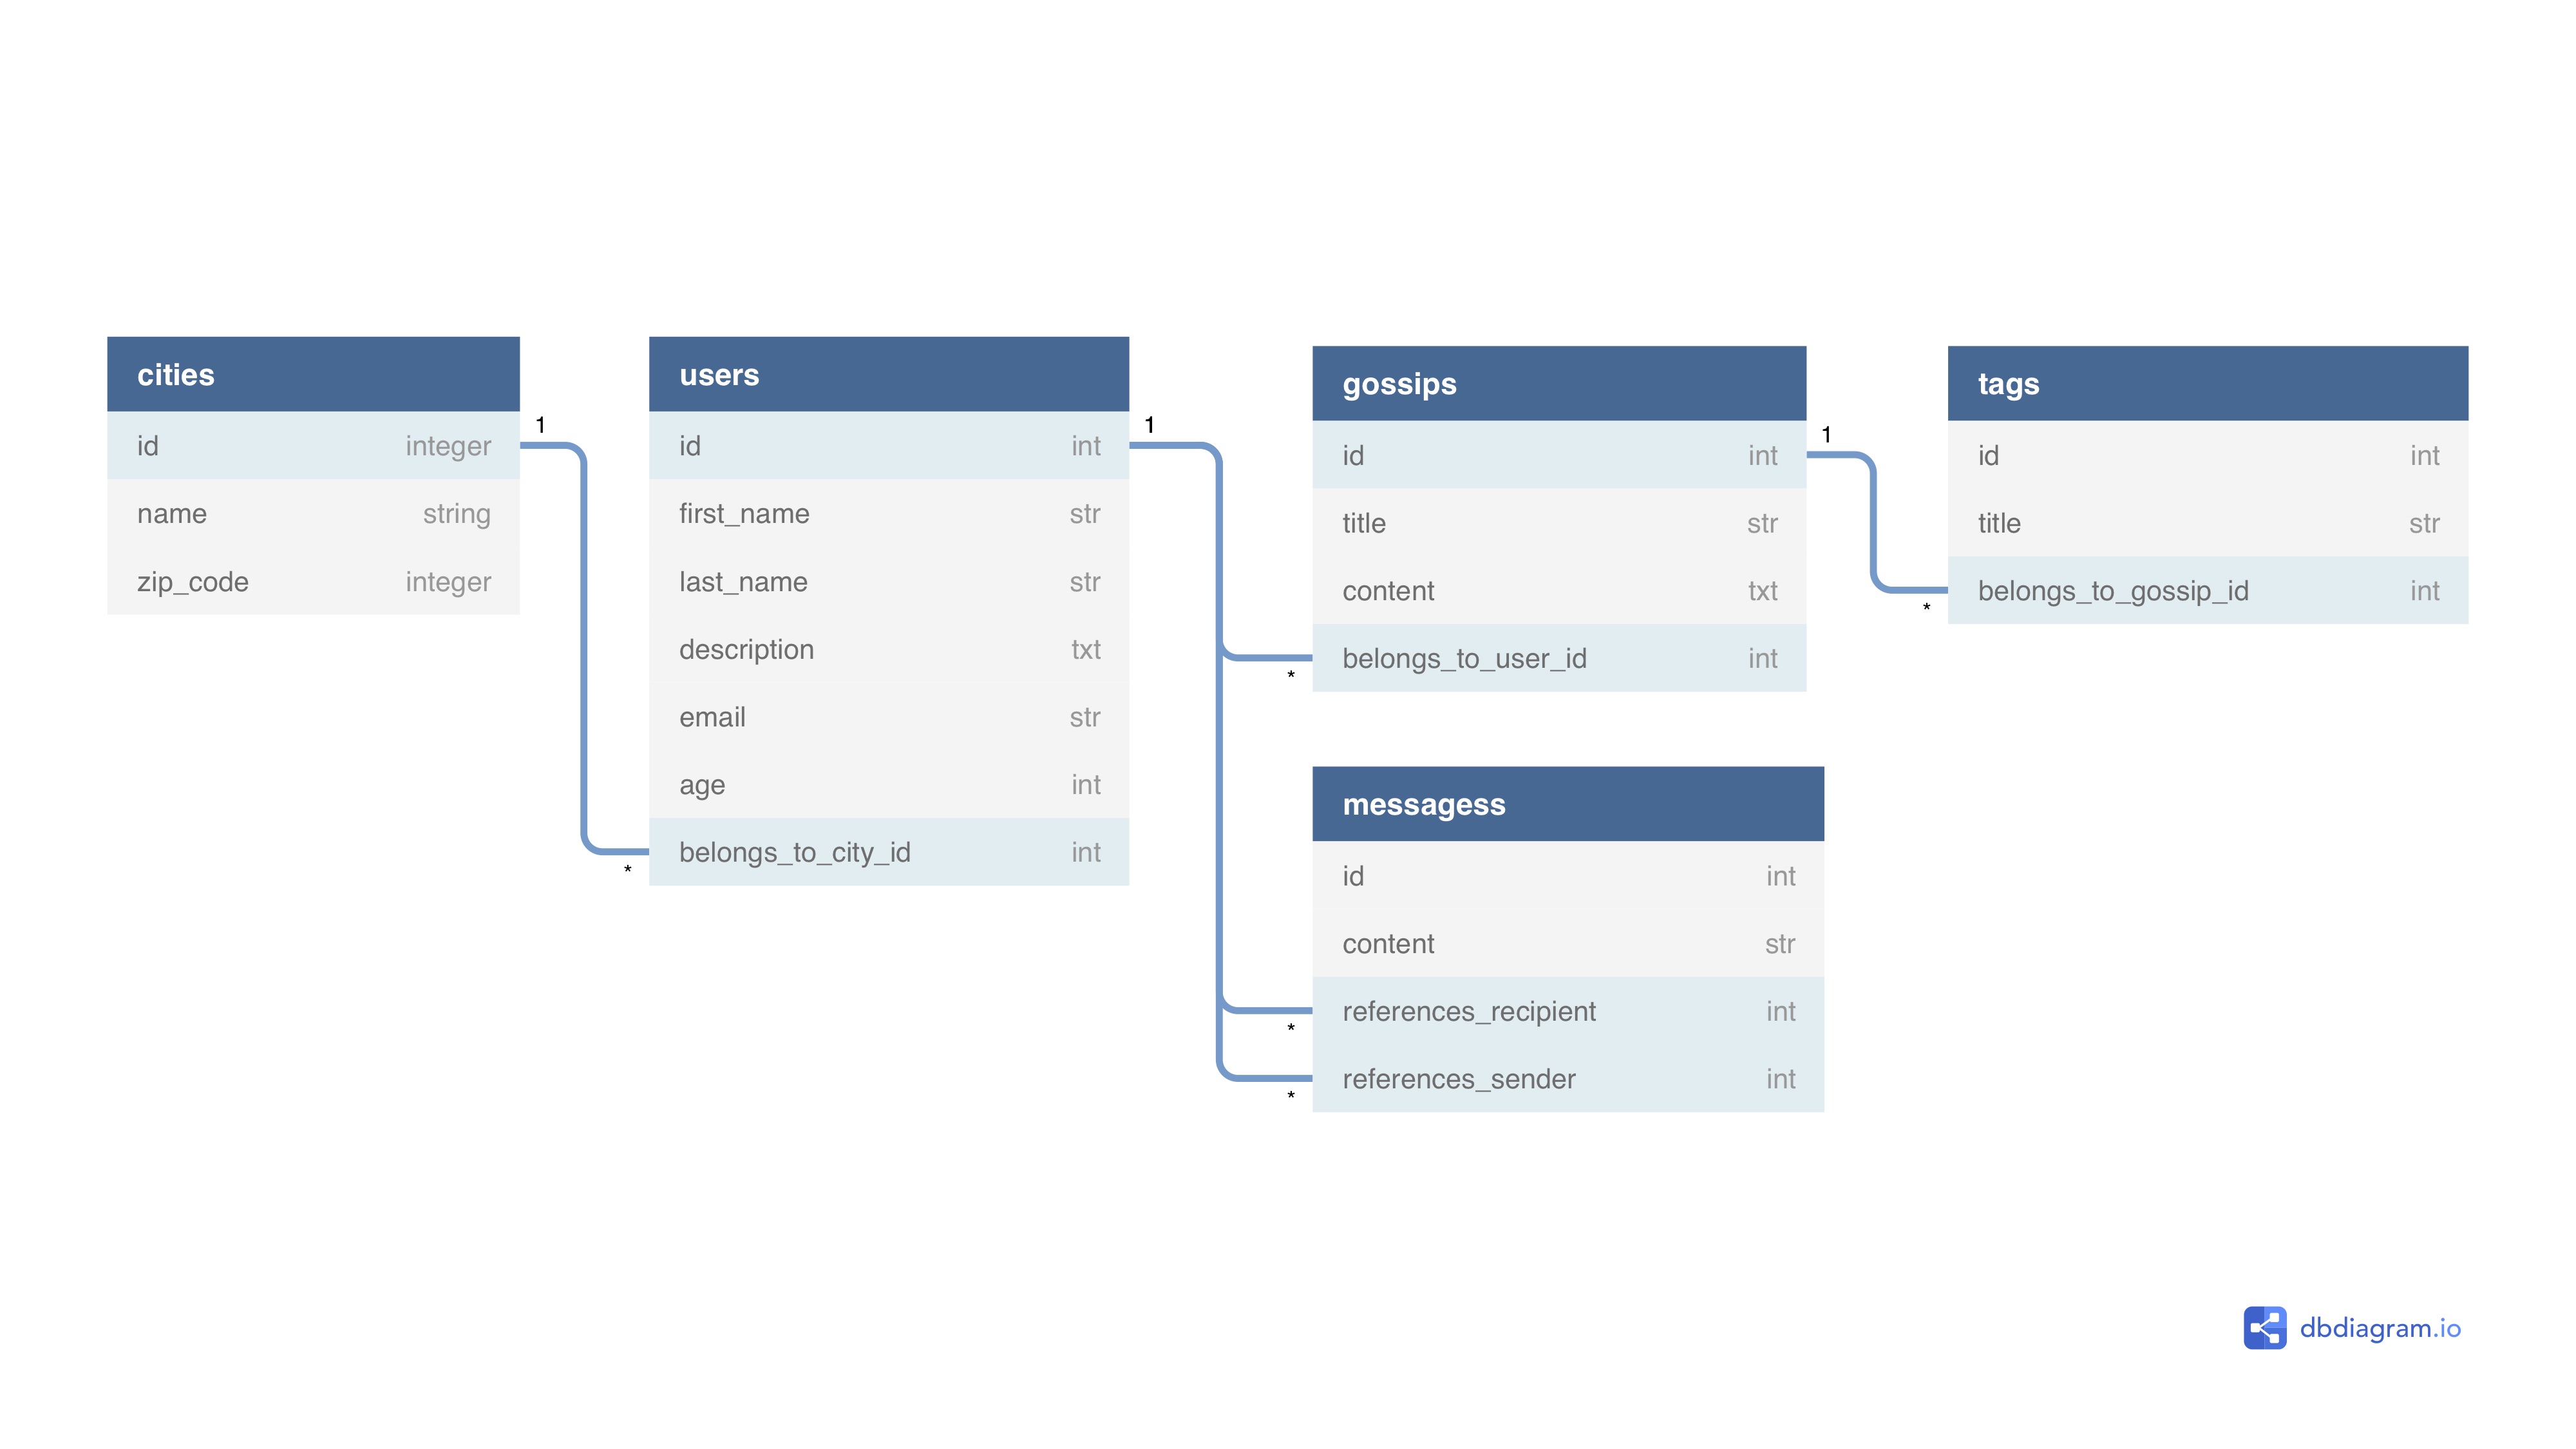 cities
id integer
name string
zip_code integer
1
*
users
id int
first_name str
last_name str
description txt
email str
age int
belongs_to_city_id int
1
*
*
*
gossips
id int
title str
content txt
belongs_to_user_id int
1
*
tags
id int
title str
belongs_to_gossip_id int
messagess
id int
content str
references_recipient int
references_sender int
dbdiagram.io